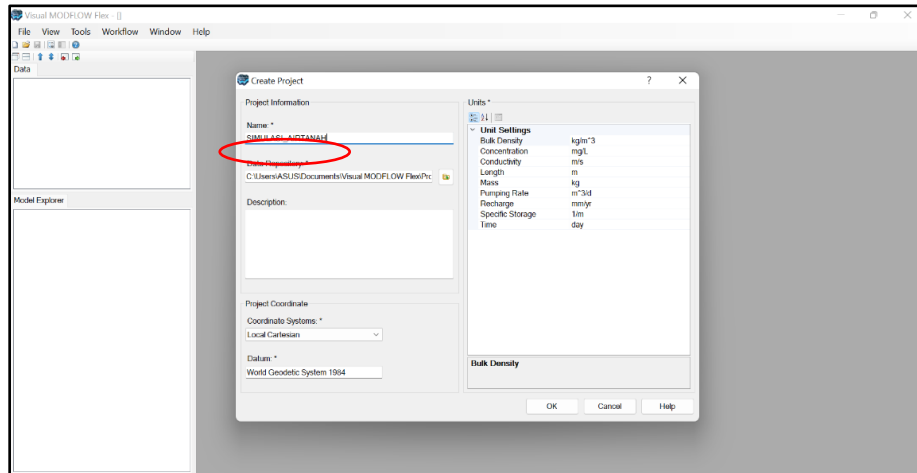 Visual MODFLOW Flex - []
File View Tools Workflow Window Help
Data
Model Explorer
Create Project
?
Project Information
Name: *
SIMULASI_AIRTANAH
Data Repository: *
C:\Users\ASUS\Documents\Visual MODFLOW Flex\Pro
Description:
Project Coordinate
Coordinate Systems: *
Local Cartesian
Datum: *
World Geodetic System 1984
Units *
Unit Settings
Bulk Density kg/m^3
Concentration mg/L
Conductivity m/s
Length m
Mass kg
Pumping Rate m^3/d
Recharge mm/yr
Specific Storage 1/m
Time day
Bulk Density
OK Cancel Help